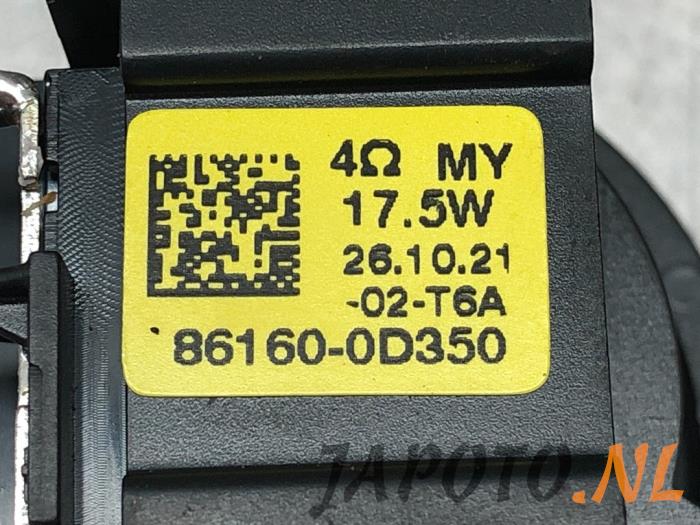 4Ω MY
17.5W
26.10.21
-02-T6A
86160-0D350
JAPOTO.NL